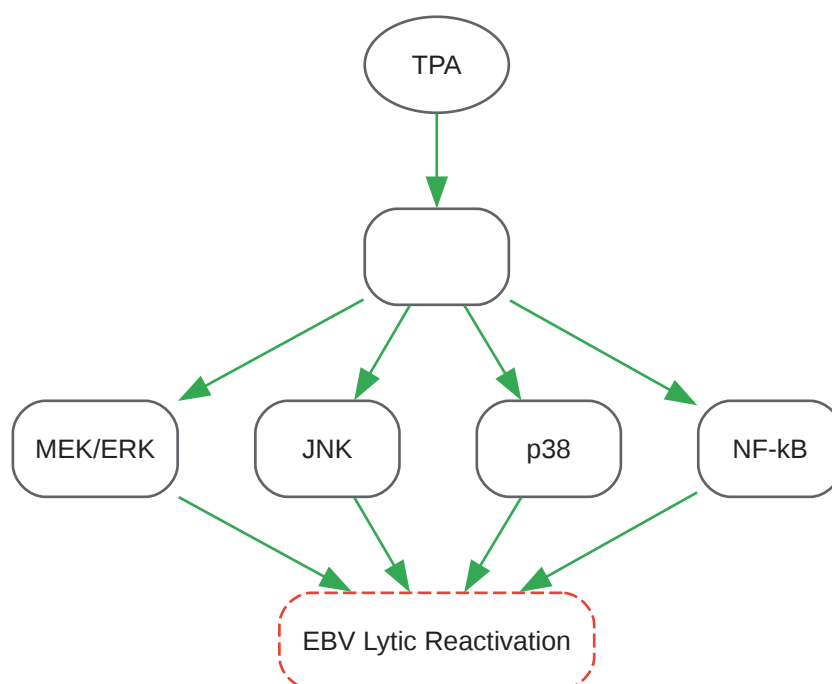 TPA
MEK/ERK
JNK
p38
NF-kB
EBV Lytic Reactivation